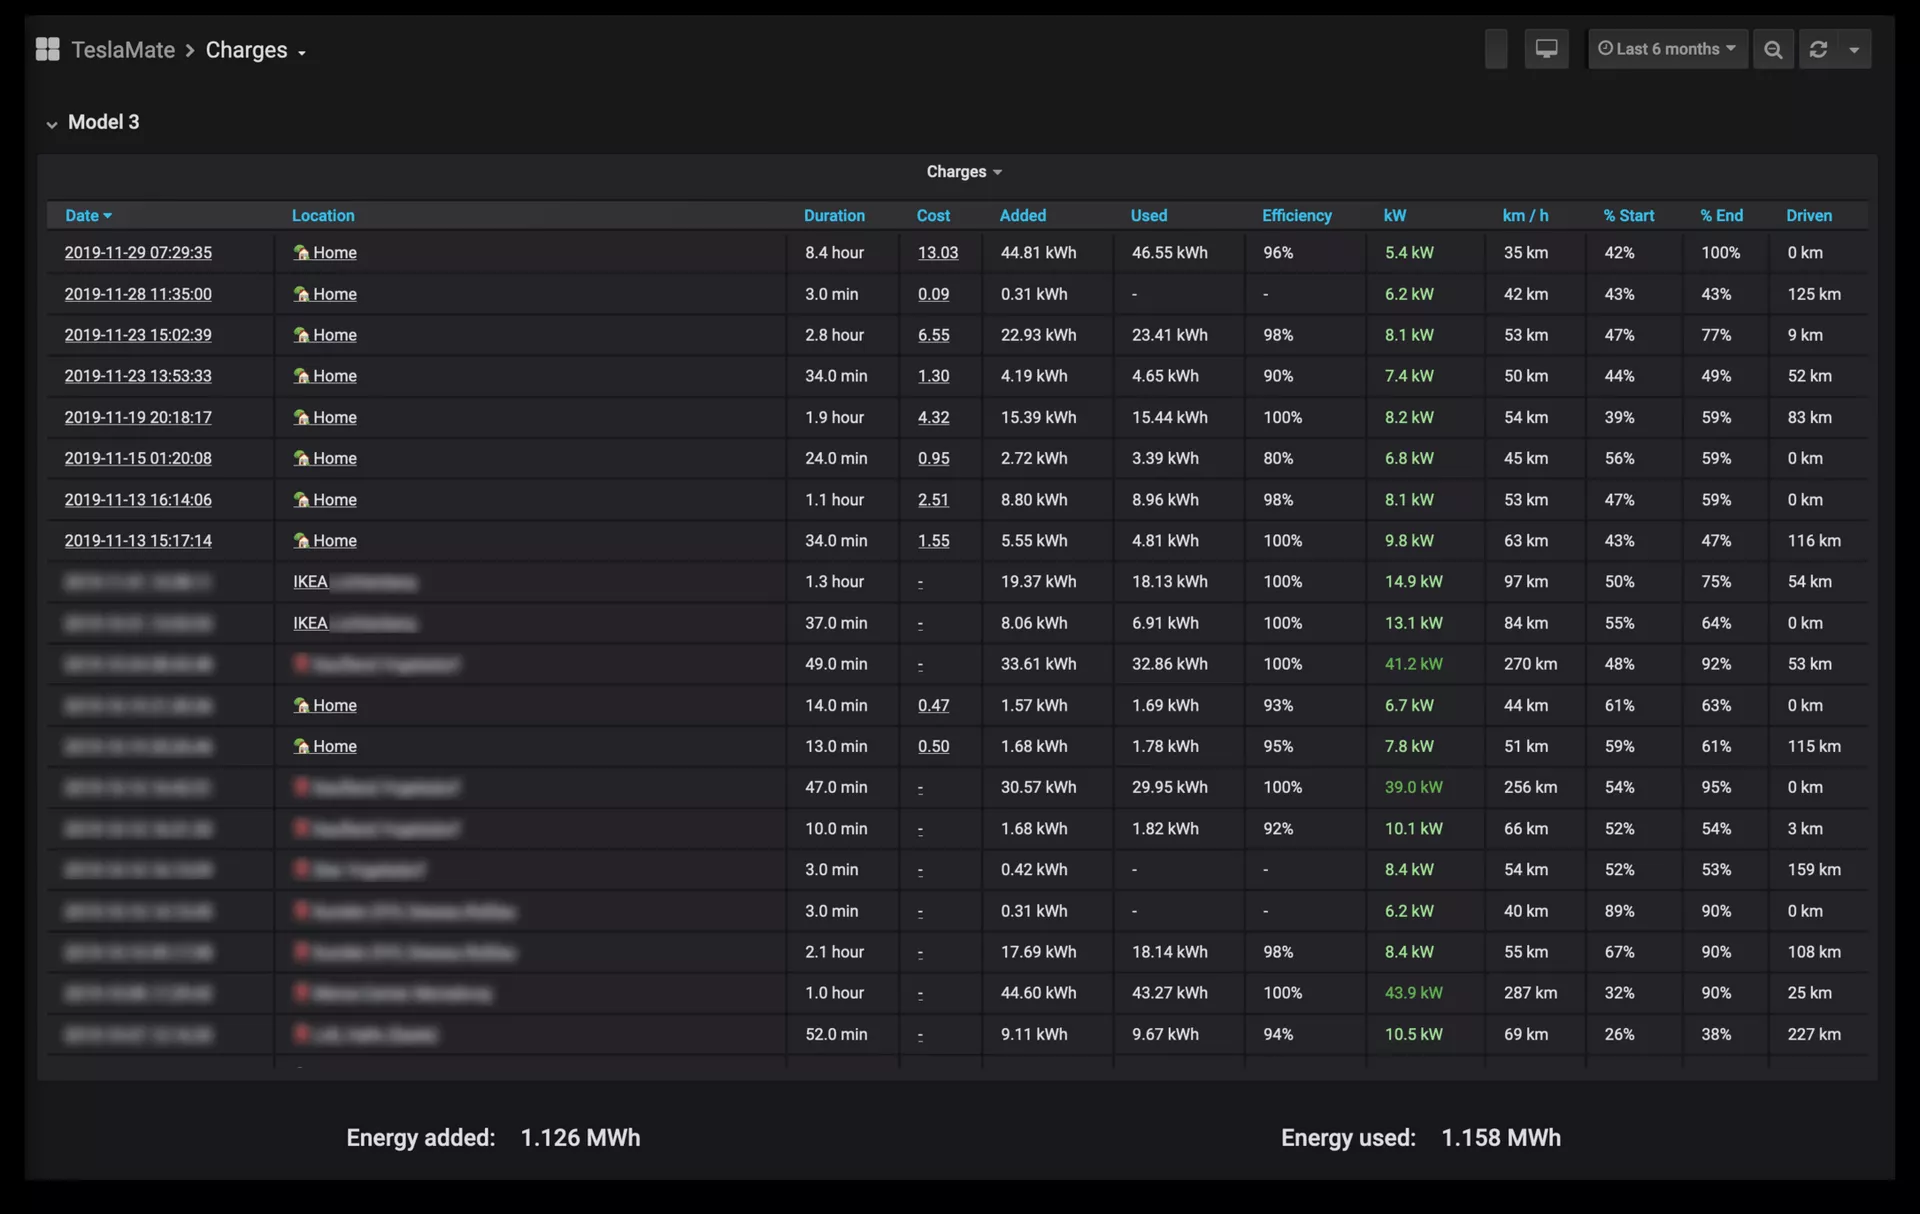 TeslaMate > Charges
Last 6 months
Model 3
Charges
Date Location Duration Cost Added Used Efficiency kW km / h % Start % End Driven
2019-11-29 07:29:35 Home 8.4 hour 13.03 44.81 kWh 46.55 kWh 96% 5.4 kW 35 km 42% 100% 0 km
2019-11-28 11:35:00 Home 3.0 min 0.09 0.31 kWh - - 6.2 kW 42 km 43% 43% 125 km
2019-11-23 15:02:39 Home 2.8 hour 6.55 22.93 kWh 23.41 kWh 98% 8.1 kW 53 km 47% 77% 9 km
2019-11-23 13:53:33 Home 34.0 min 1.30 4.19 kWh 4.65 kWh 90% 7.4 kW 50 km 44% 49% 52 km
2019-11-19 20:18:17 Home 1.9 hour 4.32 15.39 kWh 15.44 kWh 100% 8.2 kW 54 km 39% 59% 83 km
2019-11-15 01:20:08 Home 24.0 min 0.95 2.72 kWh 3.39 kWh 80% 6.8 kW 45 km 56% 59% 0 km
2019-11-13 16:14:06 Home 1.1 hour 2.51 8.80 kWh 8.96 kWh 98% 8.1 kW 53 km 47% 59% 0 km
2019-11-13 15:17:14 Home 34.0 min 1.55 5.55 kWh 4.81 kWh 100% 9.8 kW 63 km 43% 47% 116 km
IKEA 1.3 hour - 19.37 kWh 18.13 kWh 100% 14.9 kW 97 km 50% 75% 54 km
IKEA 37.0 min - 8.06 kWh 6.91 kWh 100% 13.1 kW 84 km 55% 64% 0 km
49.0 min - 33.61 kWh 32.86 kWh 100% 41.2 kW 270 km 48% 92% 53 km
Home 14.0 min 0.47 1.57 kWh 1.69 kWh 93% 6.7 kW 44 km 61% 63% 0 km
Home 13.0 min 0.50 1.68 kWh 1.78 kWh 95% 7.8 kW 51 km 59% 61% 115 km
47.0 min - 30.57 kWh 29.95 kWh 100% 39.0 kW 256 km 54% 95% 0 km
10.0 min - 1.68 kWh 1.82 kWh 92% 10.1 kW 66 km 52% 54% 3 km
3.0 min - 0.42 kWh - - 8.4 kW 54 km 52% 53% 159 km
3.0 min - 0.31 kWh - - 6.2 kW 40 km 89% 90% 0 km
2.1 hour - 17.69 kWh 18.14 kWh 98% 8.4 kW 55 km 67% 90% 108 km
1.0 hour - 44.60 kWh 43.27 kWh 100% 43.9 kW 287 km 32% 90% 25 km
52.0 min - 9.11 kWh 9.67 kWh 94% 10.5 kW 69 km 26% 38% 227 km
Energy added: 1.126 MWh Energy used: 1.158 MWh